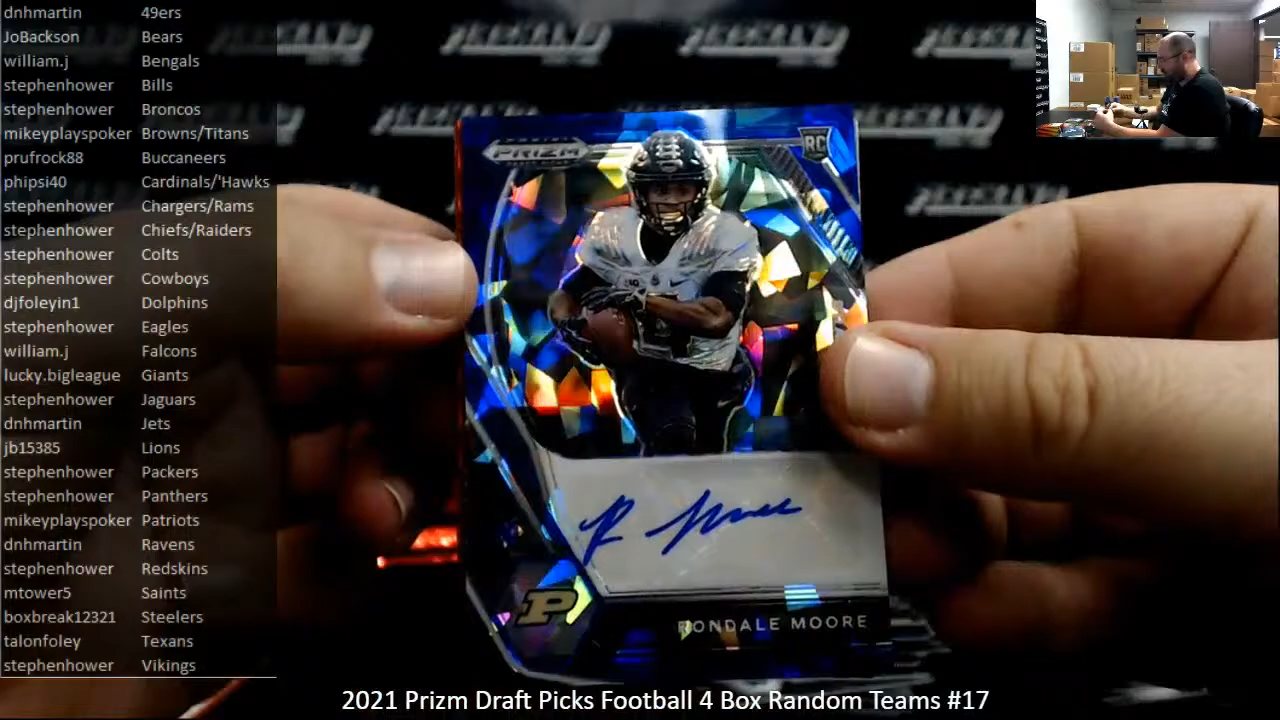 dnhmartin 49ers
JoBackson Bears
william.j Bengals
stephenhower Bills
stephenhower Broncos
mikeyplayspoker Browns/Titans
prufrock88 Buccaneers
phipsi40 Cardinals/'Hawks
stephenhower Chargers/Rams
stephenhower Chiefs/Raiders
stephenhower Colts
stephenhower Cowboys
djfoleyin1 Dolphins
stephenhower Eagles
william.j Falcons
lucky.bigleague Giants
stephenhower Jaguars
dnhmartin Jets
jb15385 Lions
stephenhower Packers
stephenhower Panthers
mikeyplayspoker Patriots
dnhmartin Ravens
stephenhower Redskins
mtower5 Saints
boxbreak12321 Steelers
talonfoley Texans
stephenhower Vikings
PRIZM
RC
P
RONDALE MOORE
2021 Prizm Draft Picks Football 4 Box Random Teams #17